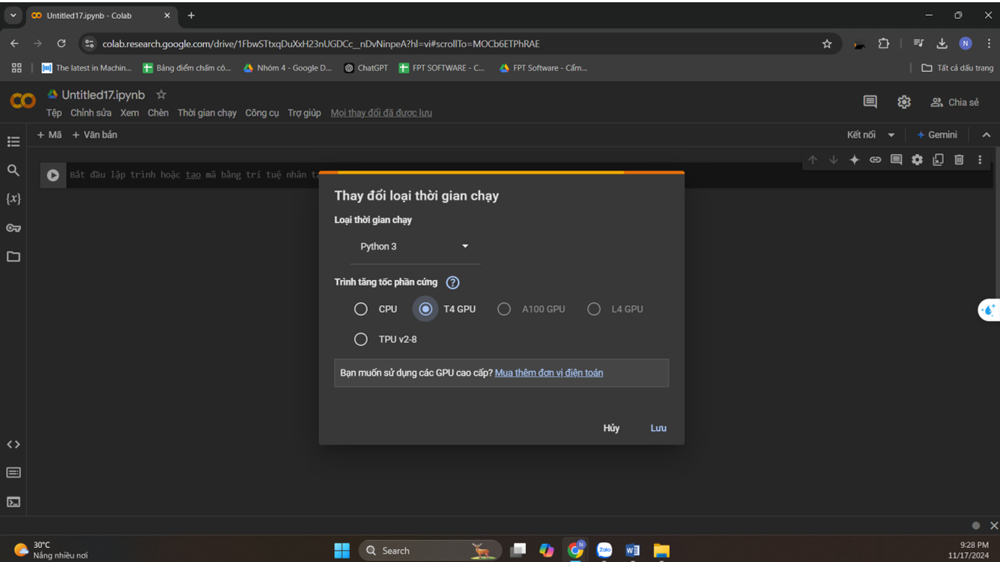 Untitled17.ipynb - Colab
colab.research.google.com/drive/1FbwSTtxqDuXxH23nUGDCc__nDvNinpeA?hl=vi#scrollTo=MOCb6ETPhRAE
N
The latest in Machin... Bảng điểm chấm cô... Nhóm 4 - Google D... ChatGPT FPT SOFTWARE - C... FPT Software - Cẩm... Tất cả dấu trang
Untitled17.ipynb
Tệp Chỉnh sửa Xem Chèn Thời gian chạy Công cụ Trợ giúp Mọi thay đổi đã được lưu
Chia sẻ
+ Mã + Văn bản Kết nối Gemini
Bắt đầu lập trình hoặc tạo mã bằng trí tuệ nhân
Thay đổi loại thời gian chạy
Loại thời gian chạy
Python 3
Trình tăng tốc phần cứng ?
CPU T4 GPU A100 GPU L4 GPU
TPU v2-8
Bạn muốn sử dụng các GPU cao cấp? Mua thêm đơn vị điện toán
Hủy Lưu
30°C
Nắng nhiều nơi
Search
Zalo
9:28 PM
11/17/2024